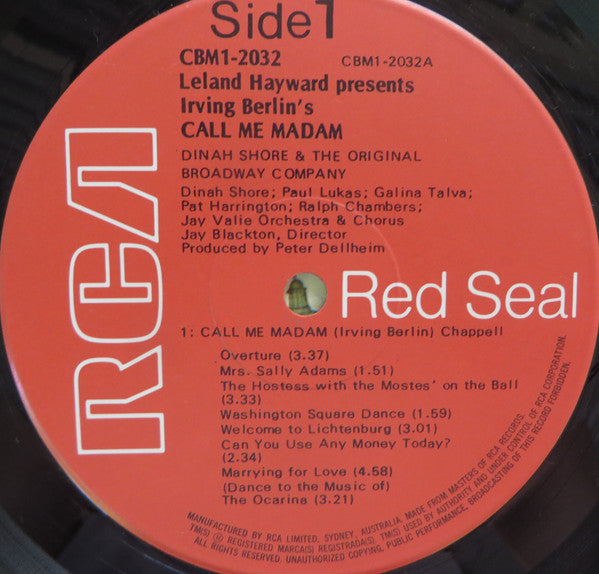 Side 1
CBM1-2032 CBM1-2032A
Leland Hayward presents
Irving Berlin's
CALL ME MADAM
DINAH SHORE & THE ORIGINAL
BROADWAY COMPANY
Dinah Shore; Paul Lukas; Galina Talva;
Pat Harrington; Ralph Chambers;
Jay Valie Orchestra & Chorus
Jay Blackton, Director
Produced by Peter Dellheim
RCA
Red Seal
1: CALL ME MADAM (Irving Berlin) Chappell
Overture (3.37)
Mrs. Sally Adams (1.51)
The Hostess with the Mostes' on the Ball
(3.33)
Washington Square Dance (1.59)
Welcome to Lichtenburg (3.01)
Can You Use Any Money Today?
(2.34)
Marrying for Love (4.58)
(Dance to the Music of)
The Ocarina (3.21)
MANUFACTURED BY RCA LIMITED, SYDNEY, AUSTRALIA. MADE FROM MASTERS OF RCA RECORDS.
TM(S) ® REGISTERED MARCA(S) REGISTRADA(S) TM(S) USED BY AUTHORITY AND UNDER CONTROL OF RCA CORPORATION.
ALL RIGHTS RESERVED. UNAUTHORIZED COPYING, PUBLIC PERFORMANCE, BROADCASTING OF THIS RECORD FORBIDDEN.